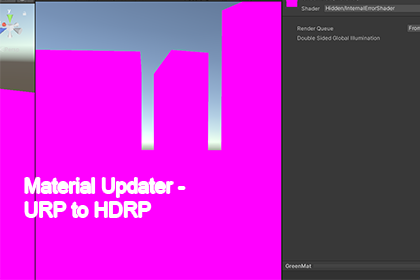 Shader Hidden/InternalErrorShader
Render Queue From
Double Sided Global Illumination
Material Updater -
URP to HDRP
GreenMat